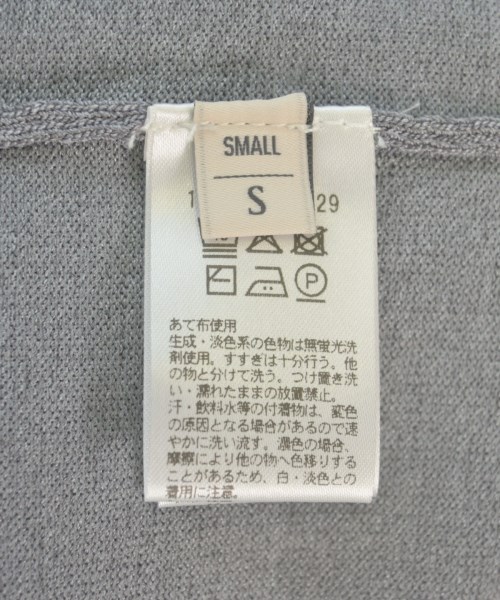 SMALL
S
29
P
あて布使用
生成・淡色系の色物は無蛍光洗
剤使用。すすぎは十分行う。他
の物と分けて洗う。つけ置き洗
い・濡れたままの放置禁止。
汗・飲料水等の付着物は、変色
の原因となる場合があるので速
やかに洗い流す。濃色の場合、
摩擦により他の物へ色移りする
ことがあるため、白・淡色との
着用に注意。